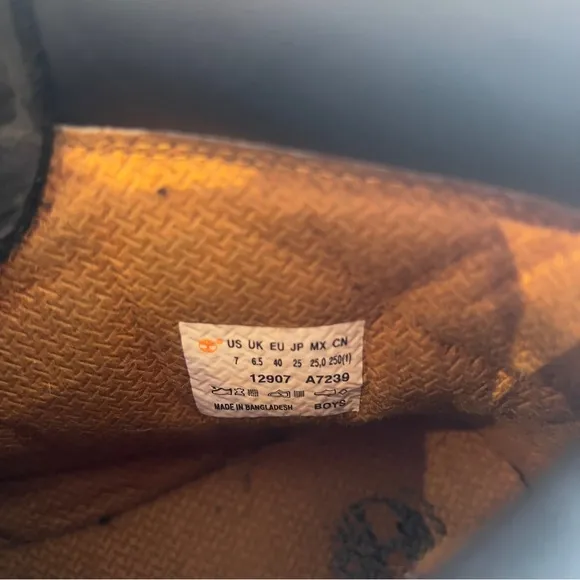 US UK EU JP MX CN
7 6.5 40 25 25,0 250(1)
12907 A7239
MADE IN BANGLADESH BOYS